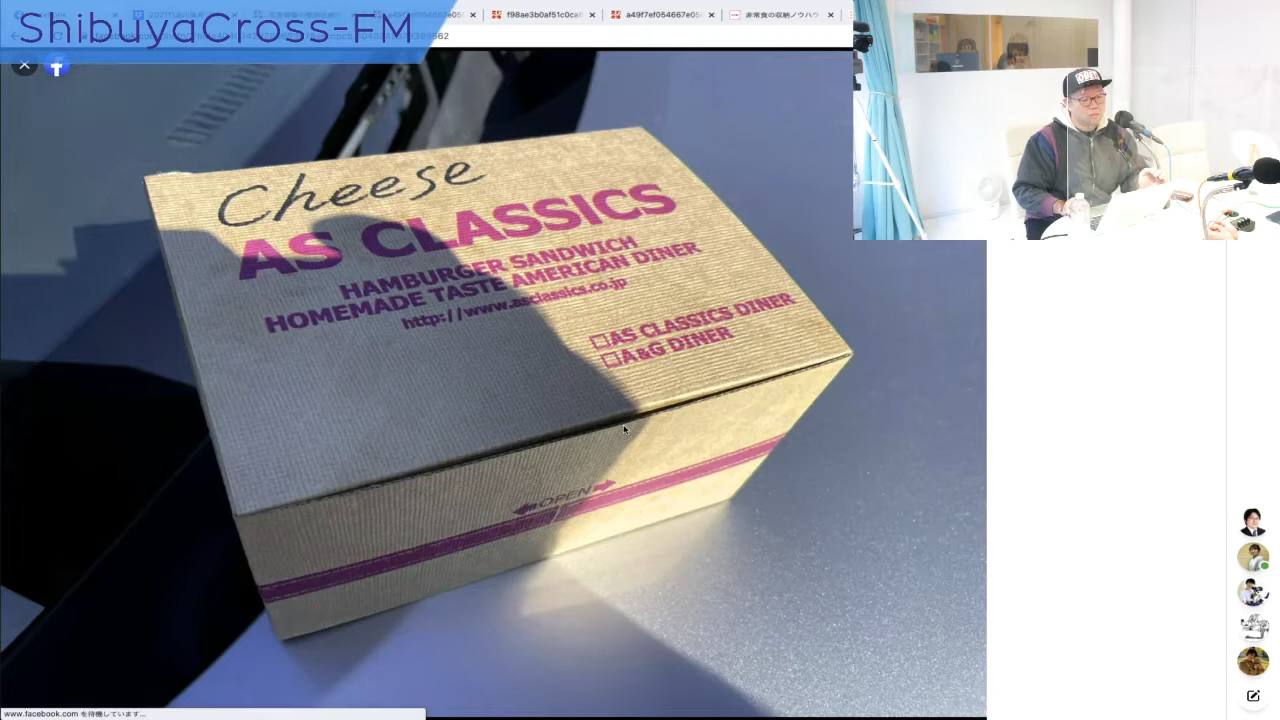 ShibuyaCross-FM
f98ae3b0af51c0ca
a49f7ef054667e05
非常食の収納ノウハウ
Cheese
AS CLASSICS
HAMBURGER SANDWICH
HOMEMADE TASTE AMERICAN DINER
http://www.asclassics.co.jp
□AS CLASSICS DINER
□A&G DINER
OPEN
www.facebook.com を待機しています...